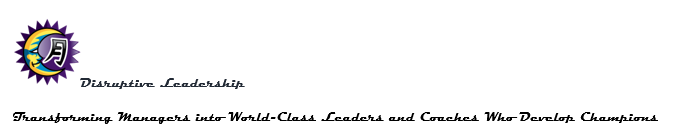 月
Disruptive Leadership
Transforming Managers into World-Class Leaders and Coaches Who Develop Champions